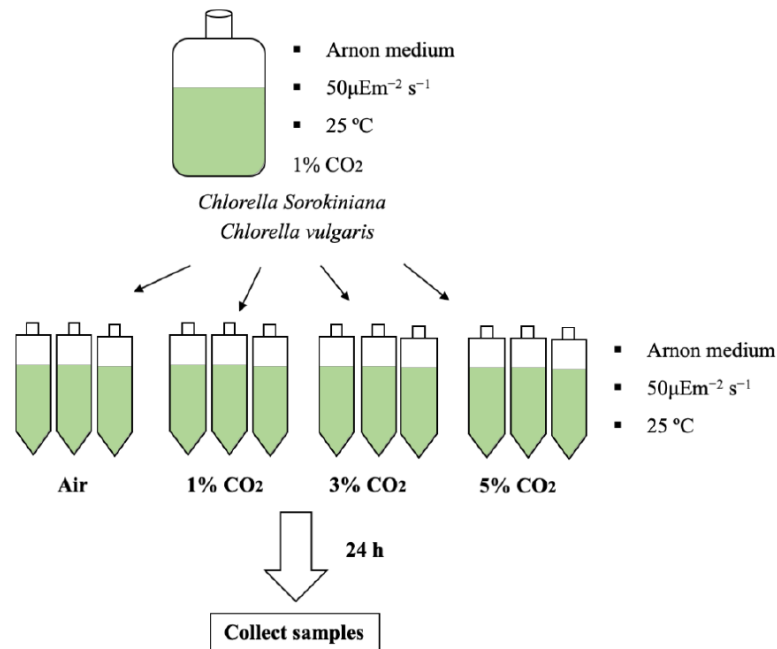 ▪ Arnon medium
▪ 50μEm⁻² s⁻¹
▪ 25 ºC
1% CO2
Chlorella Sorokiniana
Chlorella vulgaris
▪ Arnon medium
▪ 50μEm⁻² s⁻¹
▪ 25 ºC
Air 1% CO2 3% CO2 5% CO2
24 h
Collect samples